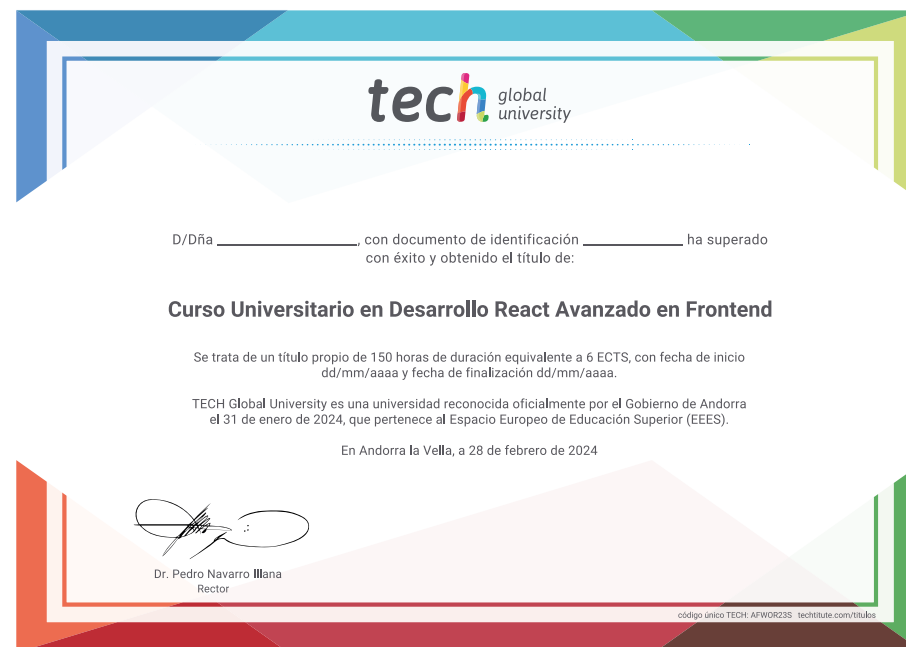 tech global university
D/Dña ____________, con documento de identificación ____________ ha superado
con éxito y obtenido el título de:
Curso Universitario en Desarrollo React Avanzado en Frontend
Se trata de un título propio de 150 horas de duración equivalente a 6 ECTS, con fecha de inicio
dd/mm/aaaa y fecha de finalización dd/mm/aaaa.
TECH Global University es una universidad reconocida oficialmente por el Gobierno de Andorra
el 31 de enero de 2024, que pertenece al Espacio Europeo de Educación Superior (EEES).
En Andorra la Vella, a 28 de febrero de 2024
Dr. Pedro Navarro Illana
Rector
código único TECH: AFWOR23S techtitute.com/titulos